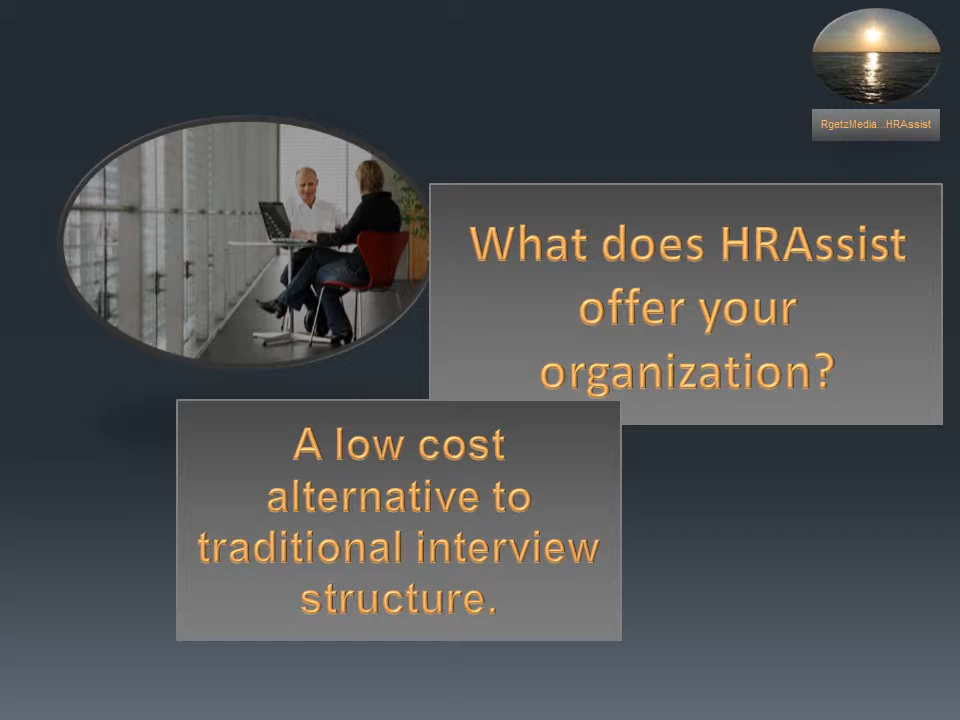 RgetzMedia...HRAssist
What does HRAssist
offer your
organization?
A low cost
alternative to
traditional interview
structure.